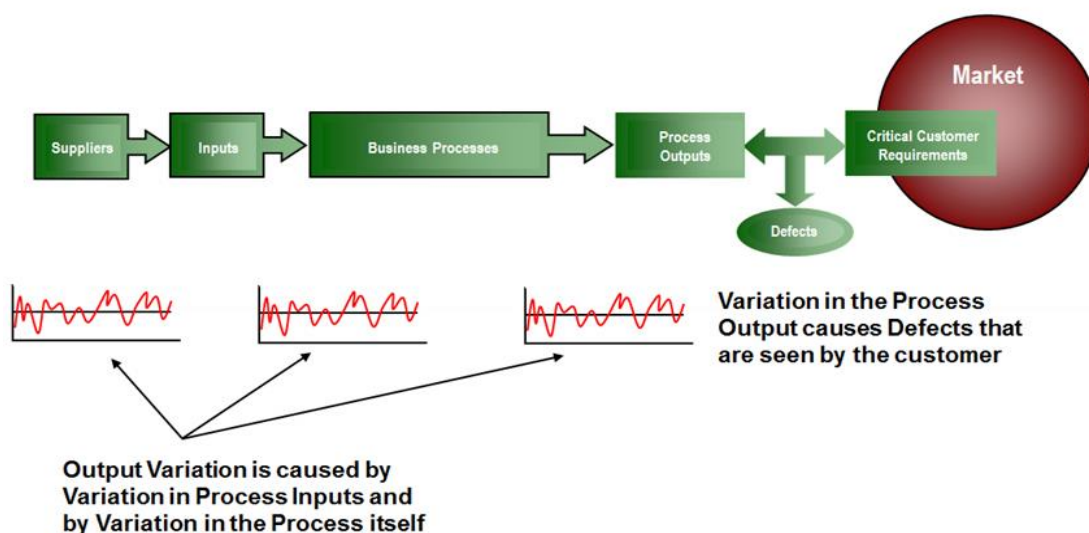 Market
Suppliers
Inputs
Business Processes
Process
Outputs
Critical Customer
Requirements
Defects
Variation in the Process
Output causes Defects that
are seen by the customer
Output Variation is caused by
Variation in Process Inputs and
by Variation in the Process itself